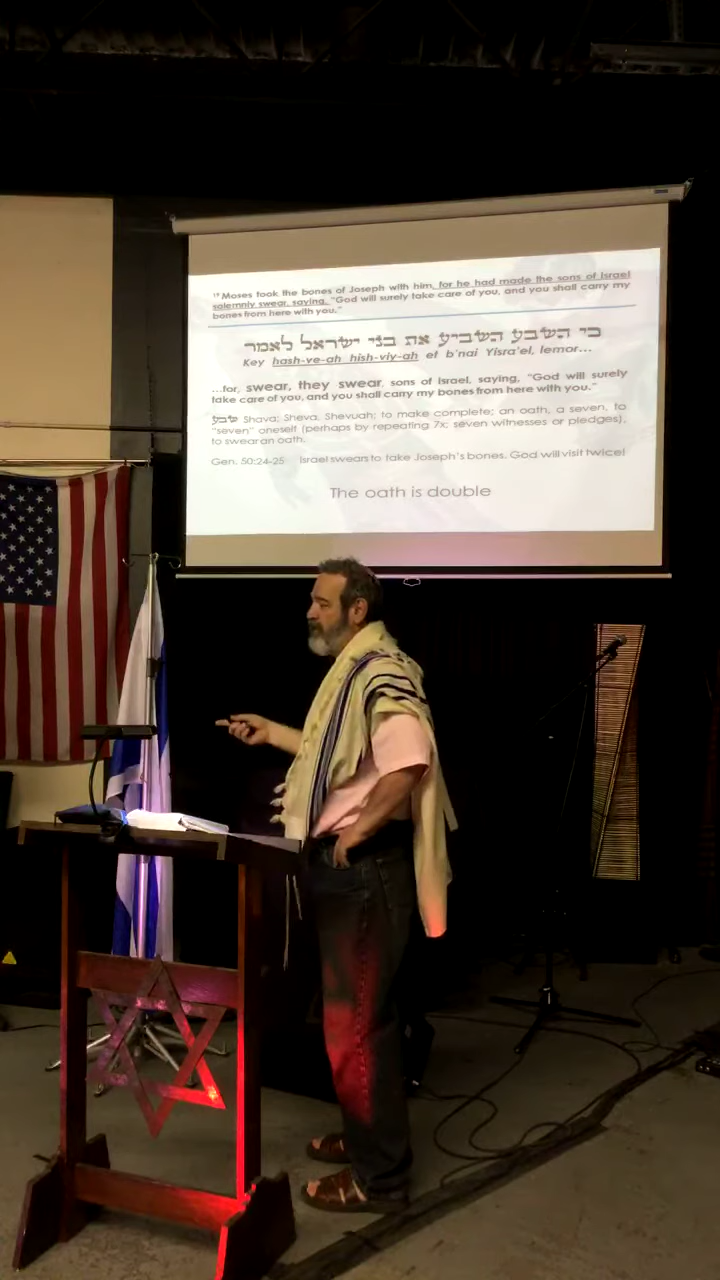 ¹⁹ Moses took the bones of Joseph with him, for he had made the sons of Israel
solemnly swear, saying, "God will surely take care of you, and you shall carry my
bones from here with you."
כי השבע השביע את בני ישראל לאמר
Key hash-ve-ah hish-viy-ah et b'nai Yisra'el, lemor...
...for, swear, they swear, sons of Israel, saying, "God will surely
take care of you, and you shall carry my bones from here with you."
שבע Shava; Sheva, Shevuah; to make complete; an oath, a seven, to
"seven" oneself (perhaps by repeating 7x; seven witnesses or pledges),
to swear an oath.
Gen. 50:24-25 Israel swears to take Joseph's bones. God will visit twice!
The oath is double